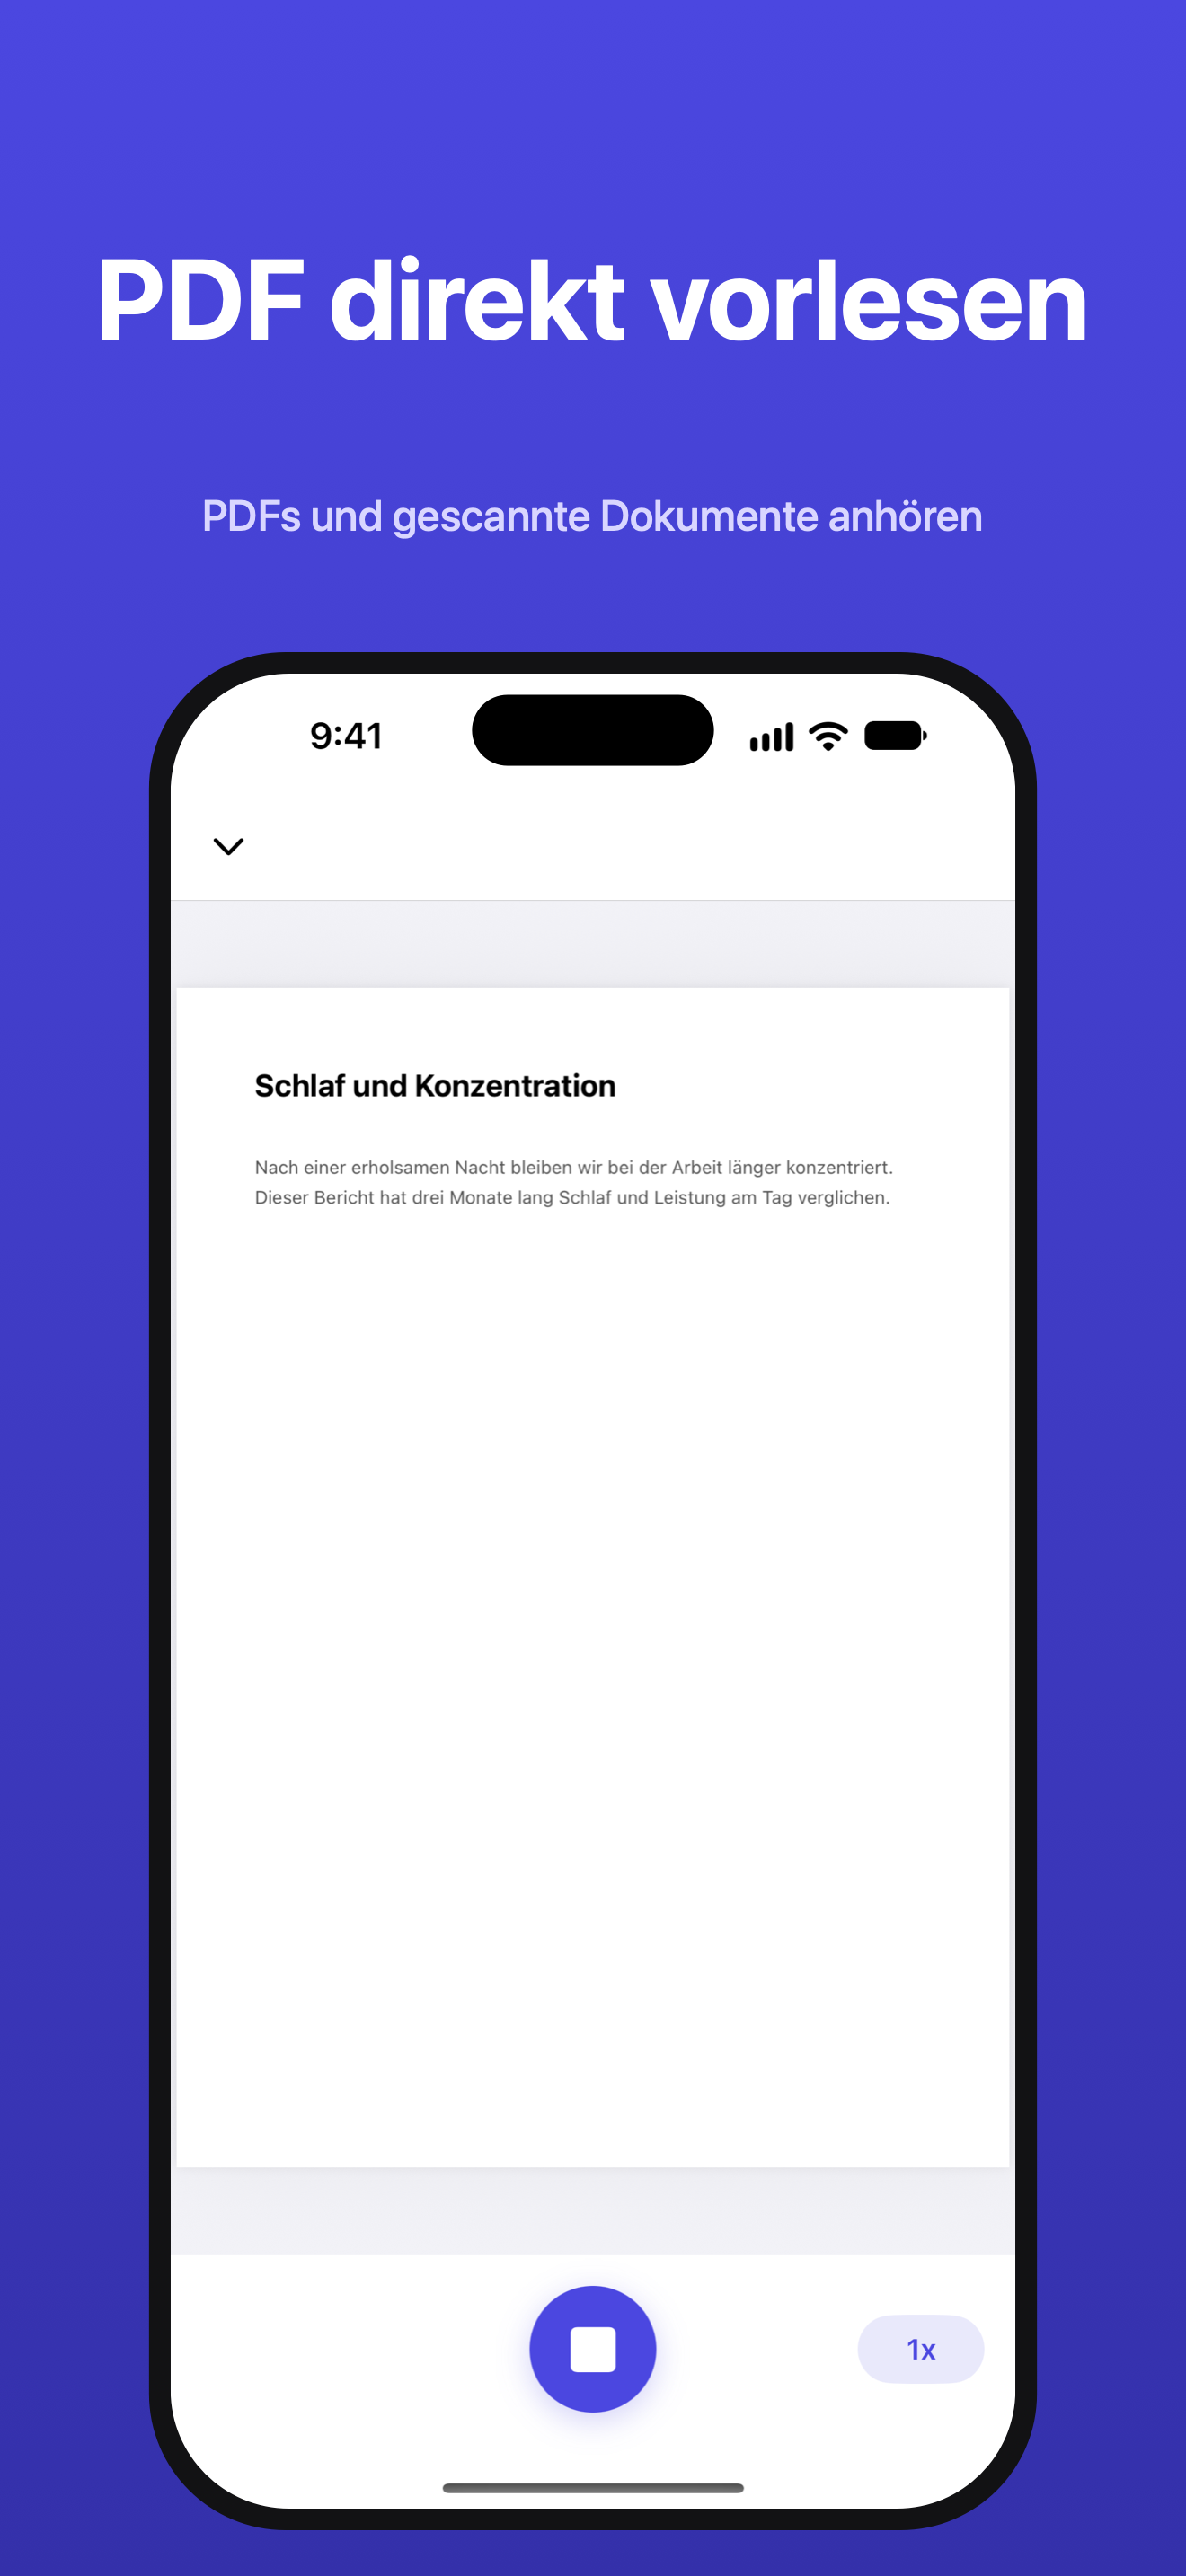 PDF direkt vorlesen
PDFs und gescannte Dokumente anhören
9:41
Schlaf und Konzentration
Nach einer erholsamen Nacht bleiben wir bei der Arbeit länger konzentriert.
Dieser Bericht hat drei Monate lang Schlaf und Leistung am Tag verglichen.
1x